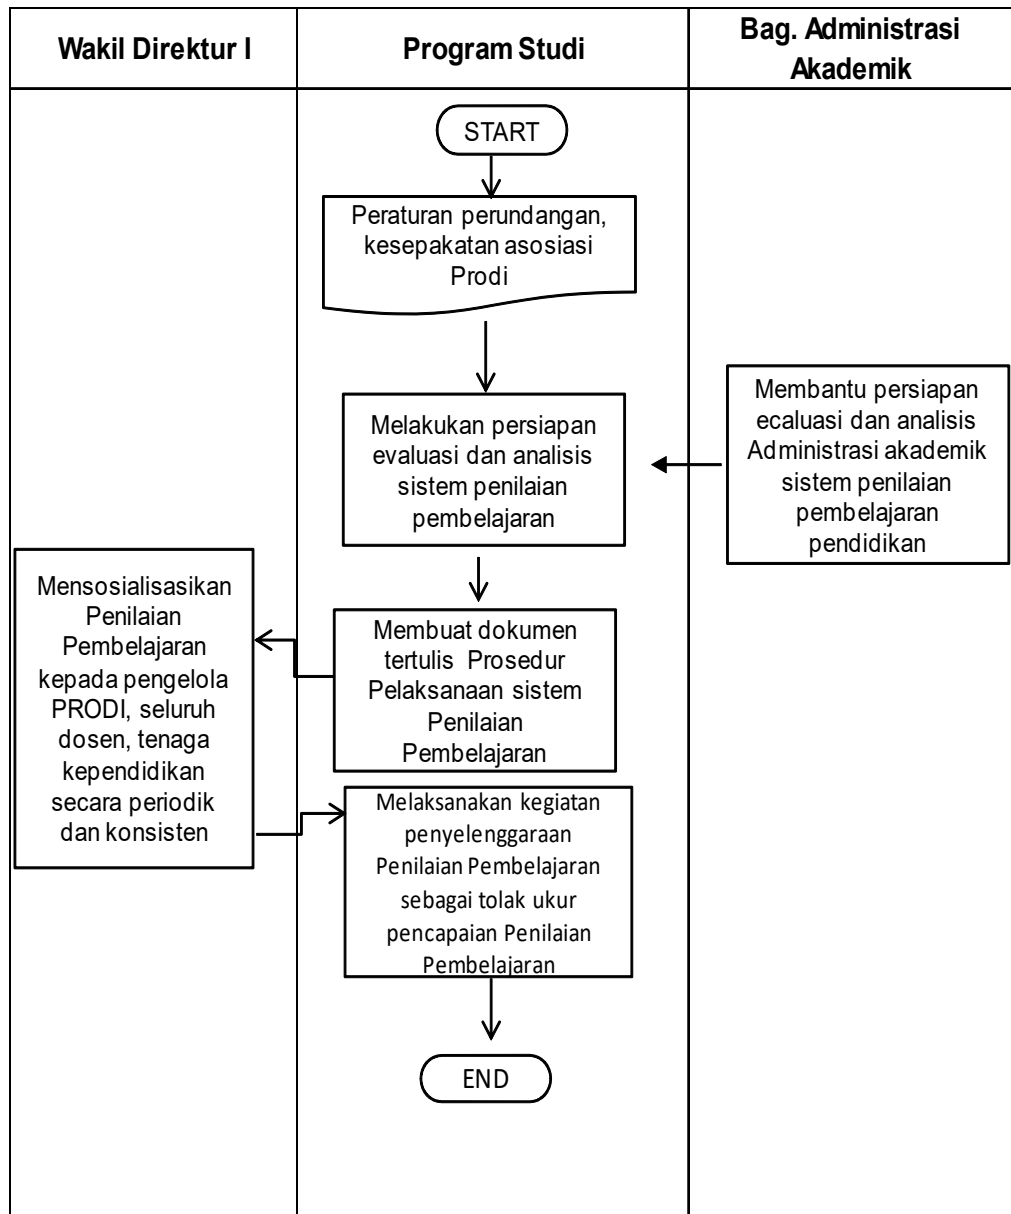 Wakil Direktur I
Program Studi
Bag. Administrasi
Akademik
START
Peraturan perundangan,
kesepakatan asosiasi
Prodi
Melakukan persiapan
evaluasi dan analisis
sistem penilaian
pembelajaran
Membantu persiapan
ecaluasi dan analisis
Administrasi akademik
sistem penilaian
pembelajaran
pendidikan
Membuat dokumen
tertulis Prosedur
Pelaksanaan sistem
Penilaian
Pembelajaran
Mensosialisasikan
Penilaian
Pembelajaran
kepada pengelola
PRODI, seluruh
dosen, tenaga
kependidikan
secara periodik
dan konsisten
Melaksanakan kegiatan
penyelenggaraan
Penilaian Pembelajaran
sebagai tolak ukur
pencapaian Penilaian
Pembelajaran
END